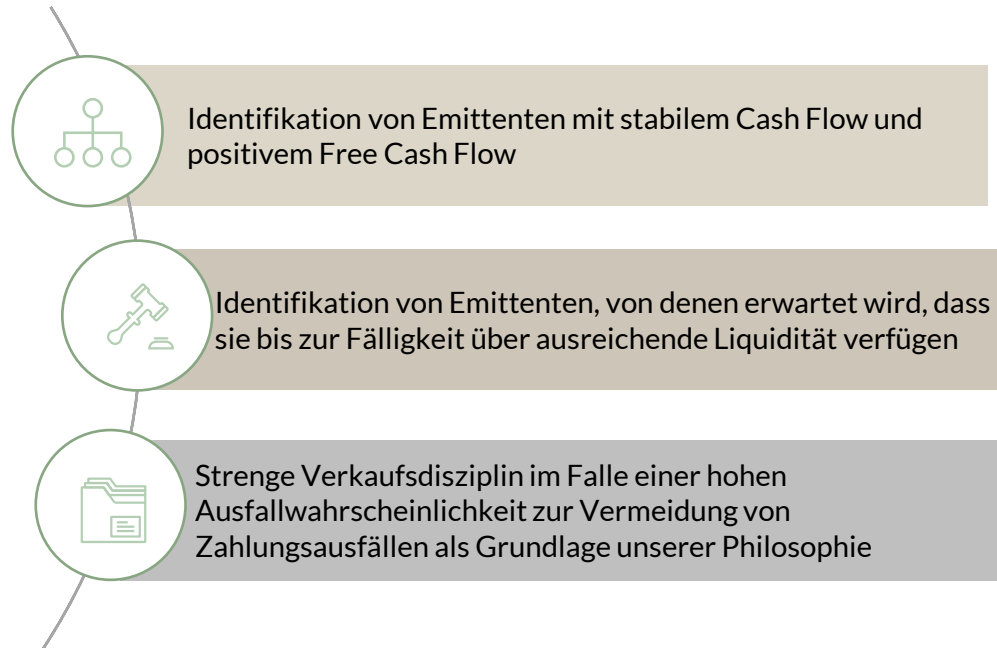 Identifikation von Emittenten mit stabilem Cash Flow und
positivem Free Cash Flow
Identifikation von Emittenten, von denen erwartet wird, dass
sie bis zur Fälligkeit über ausreichende Liquidität verfügen
Strenge Verkaufsdisziplin im Falle einer hohen
Ausfallwahrscheinlichkeit zur Vermeidung von
Zahlungsausfällen als Grundlage unserer Philosophie